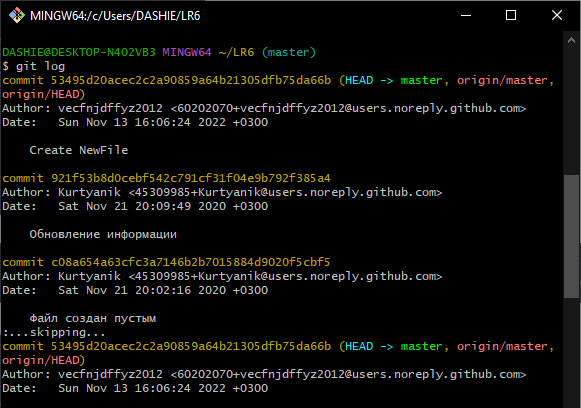 MINGW64:/c/Users/DASHIE/LR6
DASHIE@DESKTOP-N4O2VB3 MINGW64 ~/LR6 (master)
$ git log
commit 53495d20acec2c2a90859a64b21305dfb75da66b (HEAD -> master, origin/master,
origin/HEAD)
Author: vecfnjdffyz2012 <60202070+vecfnjdffyz2012@users.noreply.github.com>
Date:   Sun Nov 13 16:06:24 2022 +0300
Create NewFile
commit 921f53b8d0cebf542c791cf31f04e9b792f385a4
Author: Kurtyanik <45309985+Kurtyanik@users.noreply.github.com>
Date:   Sat Nov 21 20:09:49 2020 +0300
Обновление информации
commit c08a654a63cfc3a7146b2b7015884d9020f5cbf5
Author: Kurtyanik <45309985+Kurtyanik@users.noreply.github.com>
Date:   Sat Nov 21 20:02:16 2020 +0300
Файл создан пустым
:...skipping...
commit 53495d20acec2c2a90859a64b21305dfb75da66b (HEAD -> master, origin/master,
origin/HEAD)
Author: vecfnjdffyz2012 <60202070+vecfnjdffyz2012@users.noreply.github.com>
Date:   Sun Nov 13 16:06:24 2022 +0300